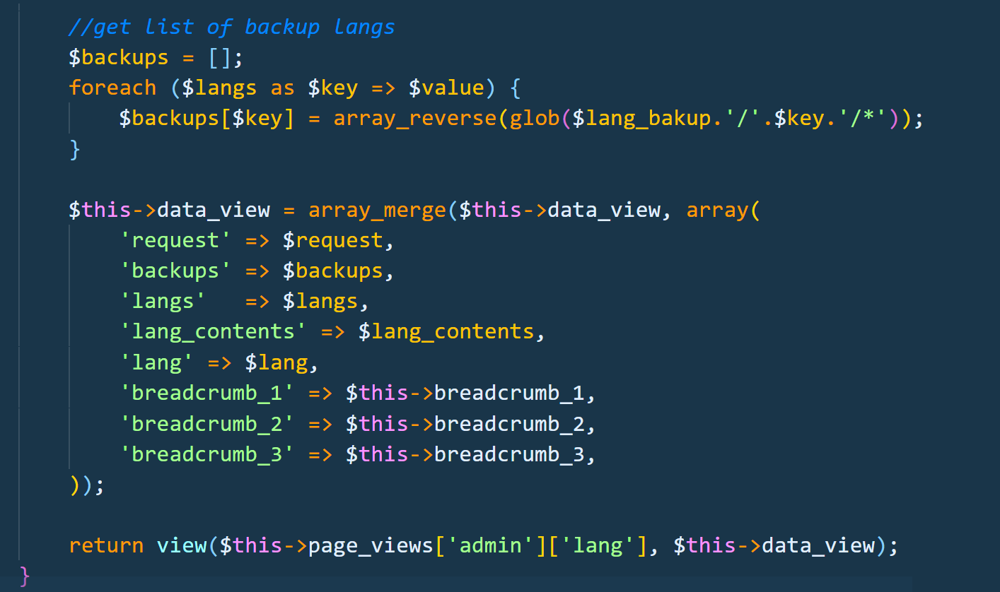 //get list of backup langs
$backups = [];
foreach ($langs as $key => $value) {
$backups[$key] = array_reverse(glob($lang_bakup.'/'.$key.'/*'));
}
$this->data_view = array_merge($this->data_view, array(
'request' => $request,
'backups' => $backups,
'langs'   => $langs,
'lang_contents' => $lang_contents,
'lang' => $lang,
'breadcrumb_1' => $this->breadcrumb_1,
'breadcrumb_2' => $this->breadcrumb_2,
'breadcrumb_3' => $this->breadcrumb_3,
));
return view($this->page_views['admin']['lang'], $this->data_view);
}